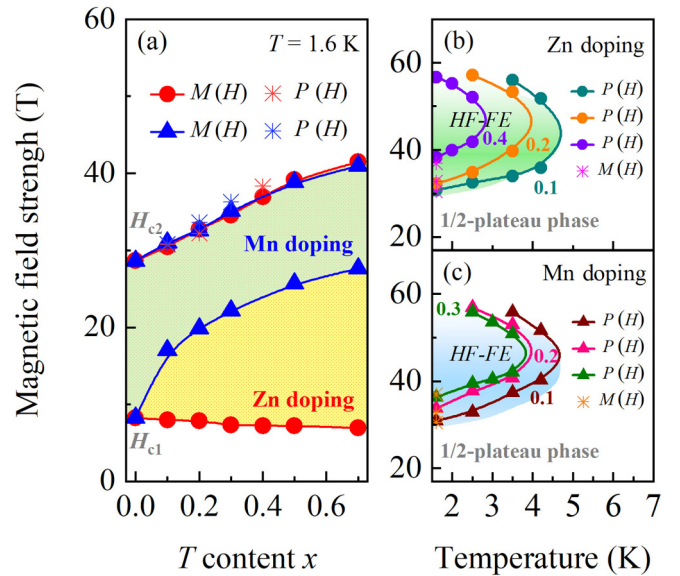 Magnetic field strengh (T)
(a)
T = 1.6 K
M (H) P (H)
M (H) P (H)
Hc2
Mn doping
Zn doping
Hc1
60
40
20
0
0.0 0.2 0.4 0.6
T content x
(b)
Zn doping
60
40
20
HF-FE
0.4
0.2
0.1
P (H)
P (H)
P (H)
M (H)
1/2-plateau phase
(c)
Mn doping
60
40
20
0.3
HF-FE
0.2
0.1
P (H)
P (H)
P (H)
M (H)
1/2-plateau phase
2 3 4 5 6 7
Temperature (K)